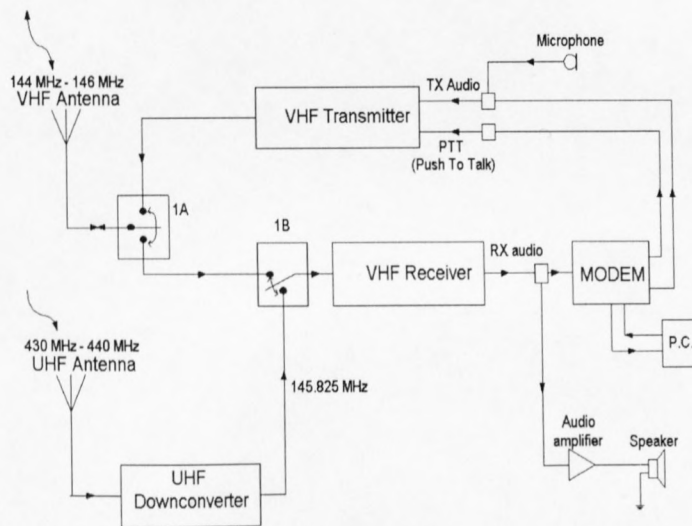 Microphone
144 MHz - 146 MHz
VHF Antenna
TX Audio
VHF Transmitter
PTT
(Push To Talk)
1A
1B
RX audio
VHF Receiver
MODEM
P.C.
430 MHz - 440 MHz
UHF Antenna
145.825 MHz
Audio
amplifier
Speaker
UHF
Downconverter